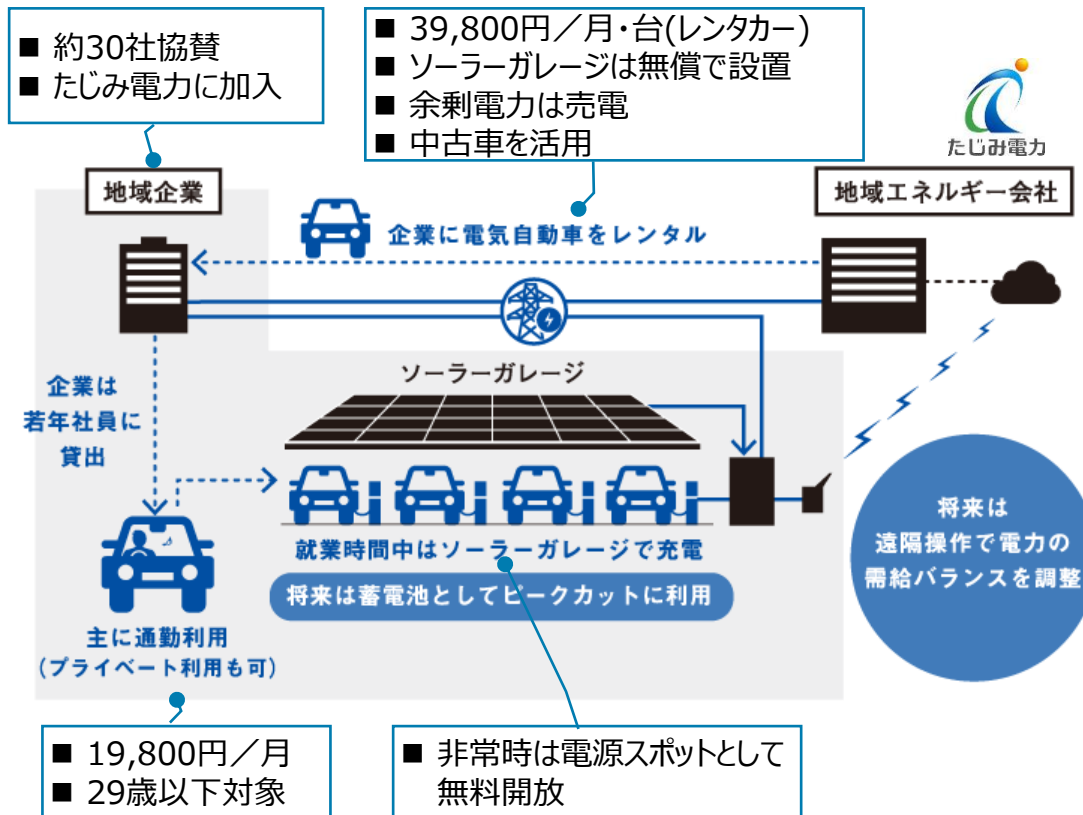 ■ 約30社協賛
■ たじみ電力に加入
■ 39,800円／月・台(レンタカー)
■ ソーラーガレージは無償で設置
■ 余剰電力は売電
■ 中古車を活用
たじみ電力
地域企業
地域エネルギー会社
企業に電気自動車をレンタル
企業は
若年社員に
貸出
ソーラーガレージ
就業時間中はソーラーガレージで充電
将来は蓄電池としてピークカットに利用
将来は
遠隔操作で電力の
需給バランスを調整
主に通勤利用
(プライベート利用も可)
■ 19,800円／月
■ 29歳以下対象
■ 非常時は電源スポットとして
無料開放